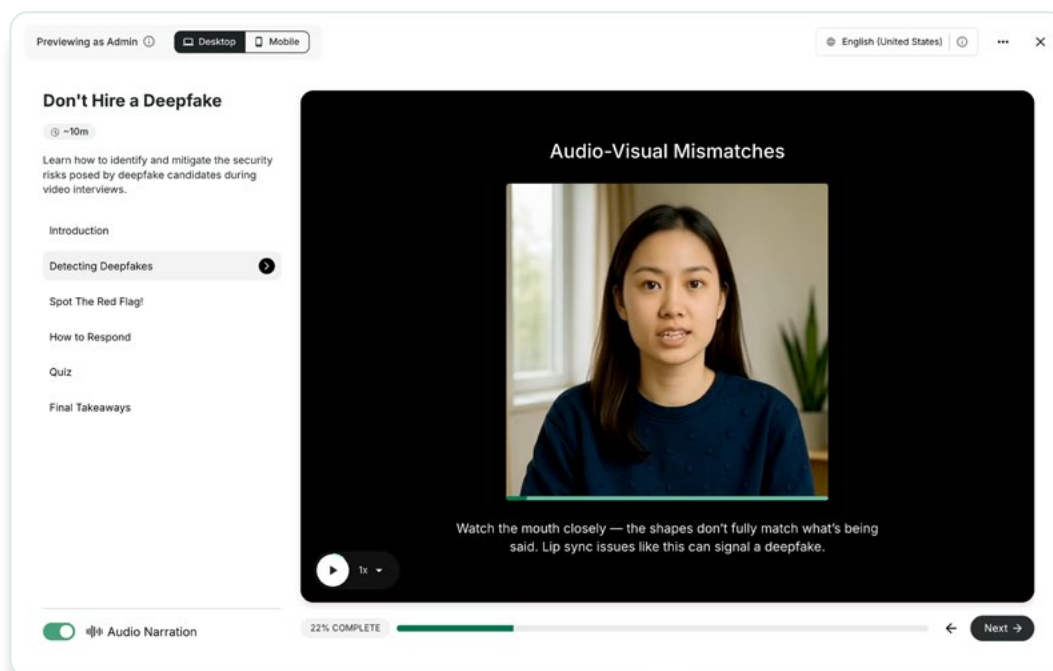 Previewing as Admin
Desktop
Mobile
English (United States)
Don't Hire a Deepfake
~10m
Learn how to identify and mitigate the security
risks posed by deepfake candidates during
video interviews.
Introduction
Detecting Deepfakes
Spot The Red Flag!
How to Respond
Quiz
Final Takeaways
Audio Narration
Audio-Visual Mismatches
Watch the mouth closely — the shapes don’t fully match what’s being
said. Lip sync issues like this can signal a deepfake.
1x
22% COMPLETE
Next